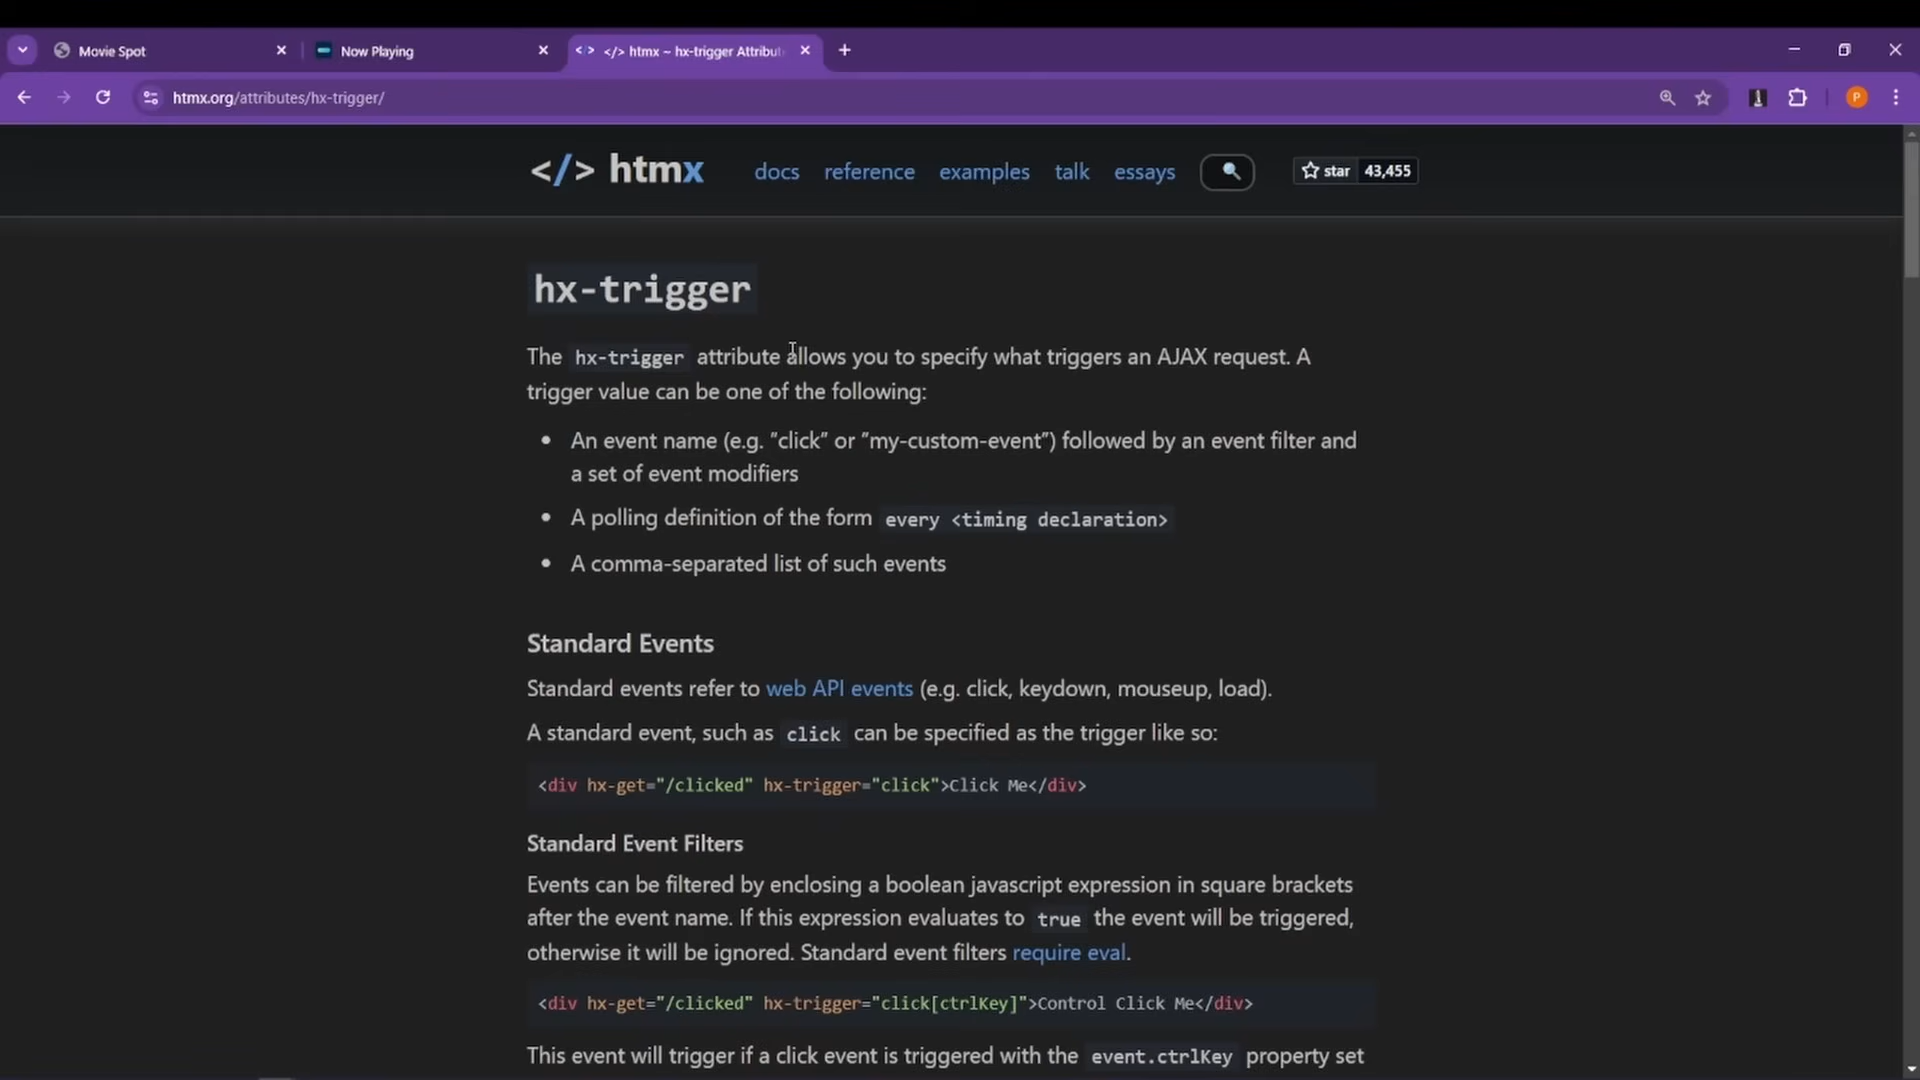 Movie Spot
Now Playing
</> htmx ~ hx-trigger Attribut
htmx.org/attributes/hx-trigger/
P
</> htmx docs reference examples talk essays star 43,455
hx-trigger
The hx-trigger attribute allows you to specify what triggers an AJAX request. A
trigger value can be one of the following:
• An event name (e.g. "click" or "my-custom-event") followed by an event filter and
a set of event modifiers
• A polling definition of the form every <timing declaration>
• A comma-separated list of such events
Standard Events
Standard events refer to web API events (e.g. click, keydown, mouseup, load).
A standard event, such as click can be specified as the trigger like so:
<div hx-get="/clicked" hx-trigger="click">Click Me</div>
Standard Event Filters
Events can be filtered by enclosing a boolean javascript expression in square brackets
after the event name. If this expression evaluates to true the event will be triggered,
otherwise it will be ignored. Standard event filters require eval.
<div hx-get="/clicked" hx-trigger="click[ctrlKey]">Control Click Me</div>
This event will trigger if a click event is triggered with the event.ctrlKey property set